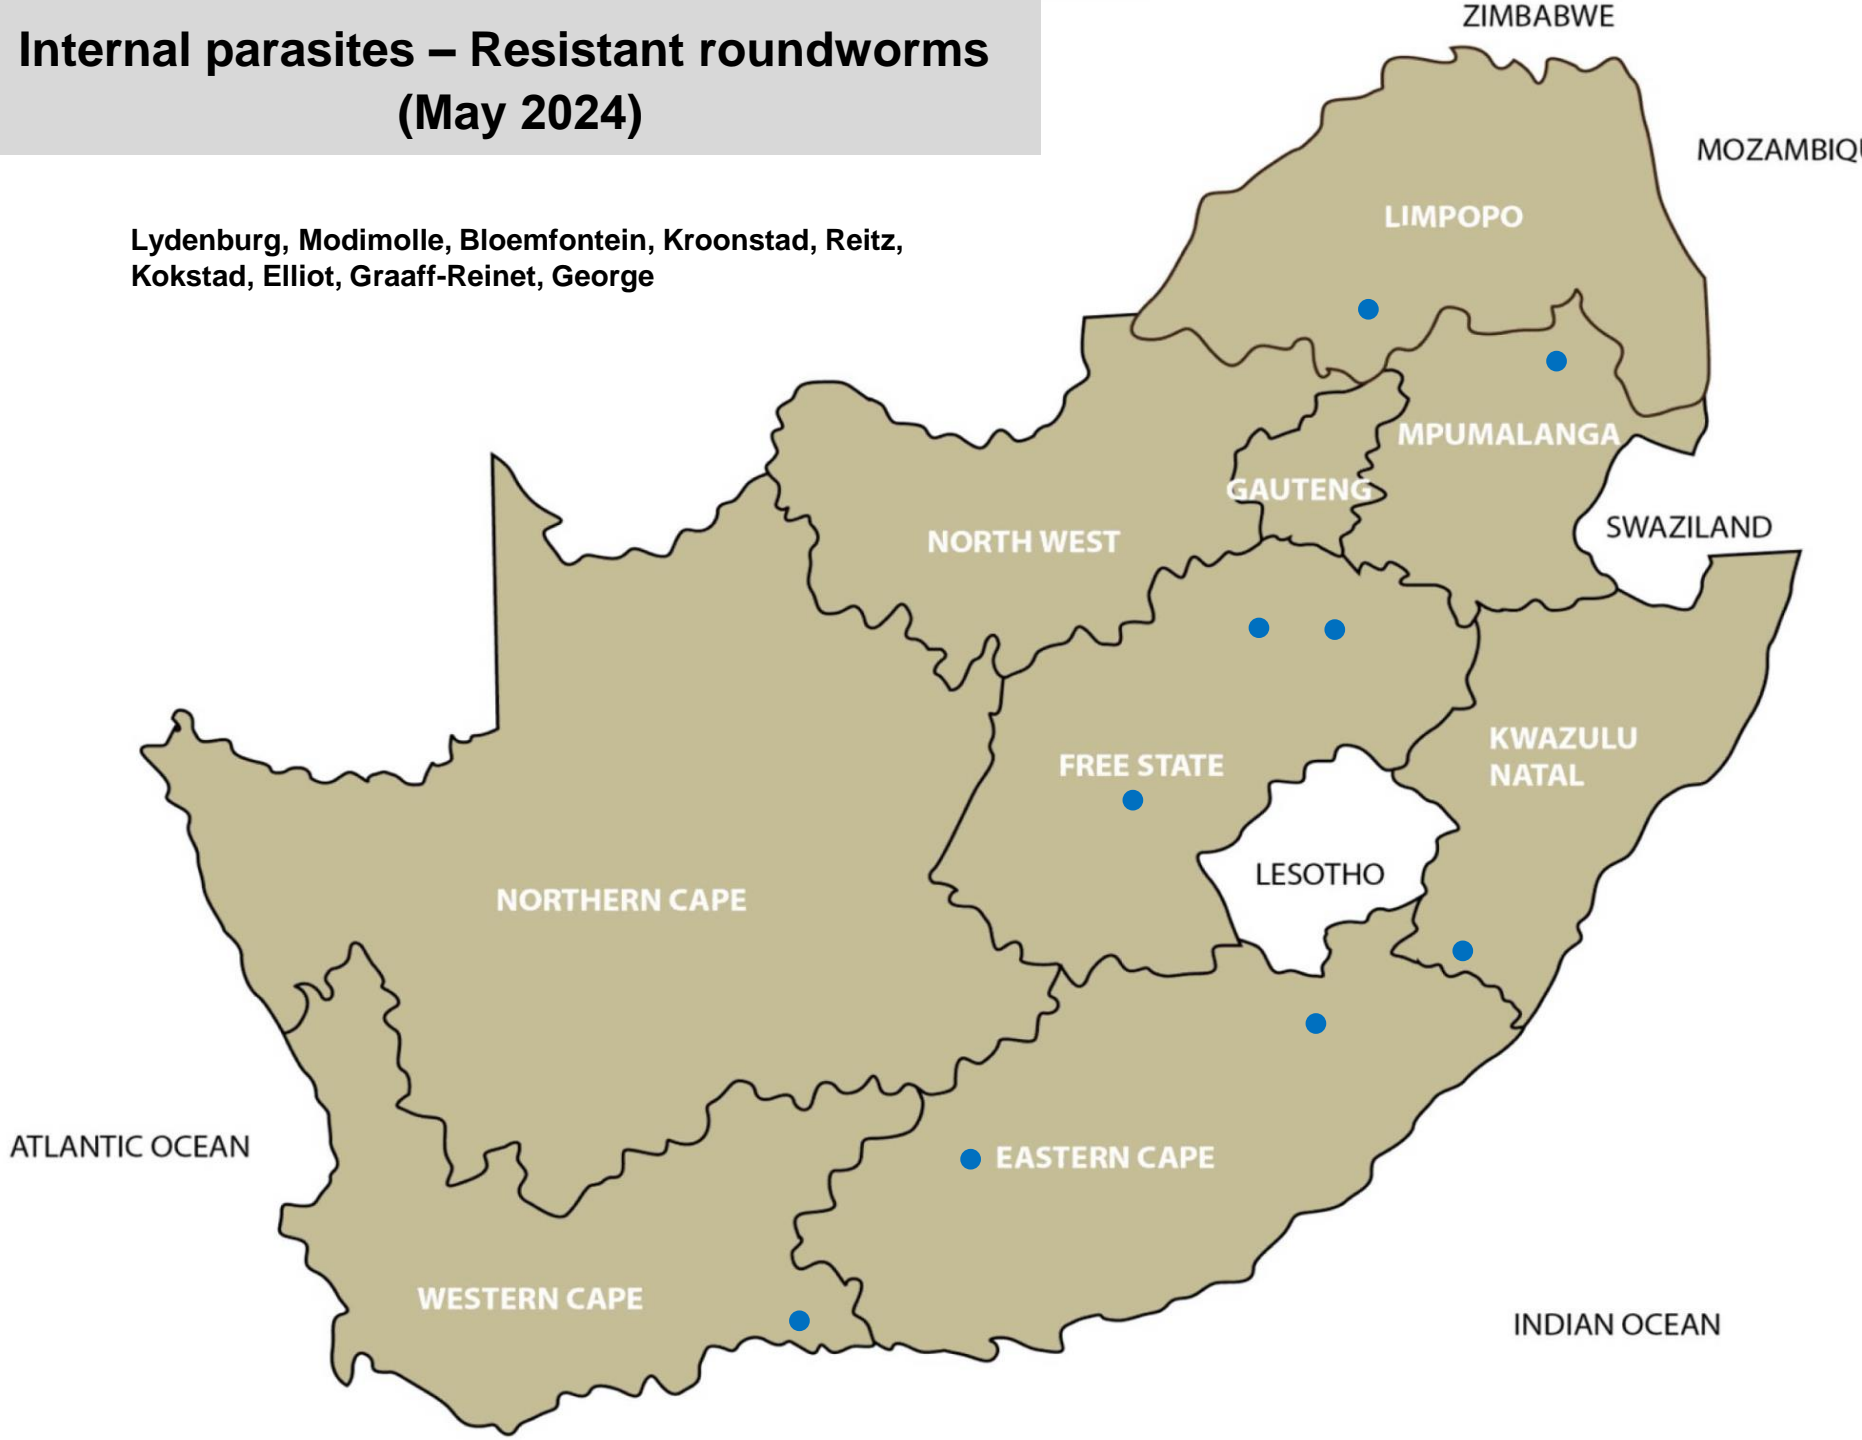 Internal parasites – Resistant roundworms
(May 2024)
ZIMBABWE
MOZAMBIQU
LIMPOPO
Lydenburg, Modimolle, Bloemfontein, Kroonstad, Reitz,
Kokstad, Elliot, Graaff-Reinet, George
MPUMALANGA
GAUTENG
SWAZILAND
NORTH WEST
KWAZULU
NATAL
FREE STATE
LESOTHO
NORTHERN CAPE
ATLANTIC OCEAN
EASTERN CAPE
WESTERN CAPE
INDIAN OCEAN